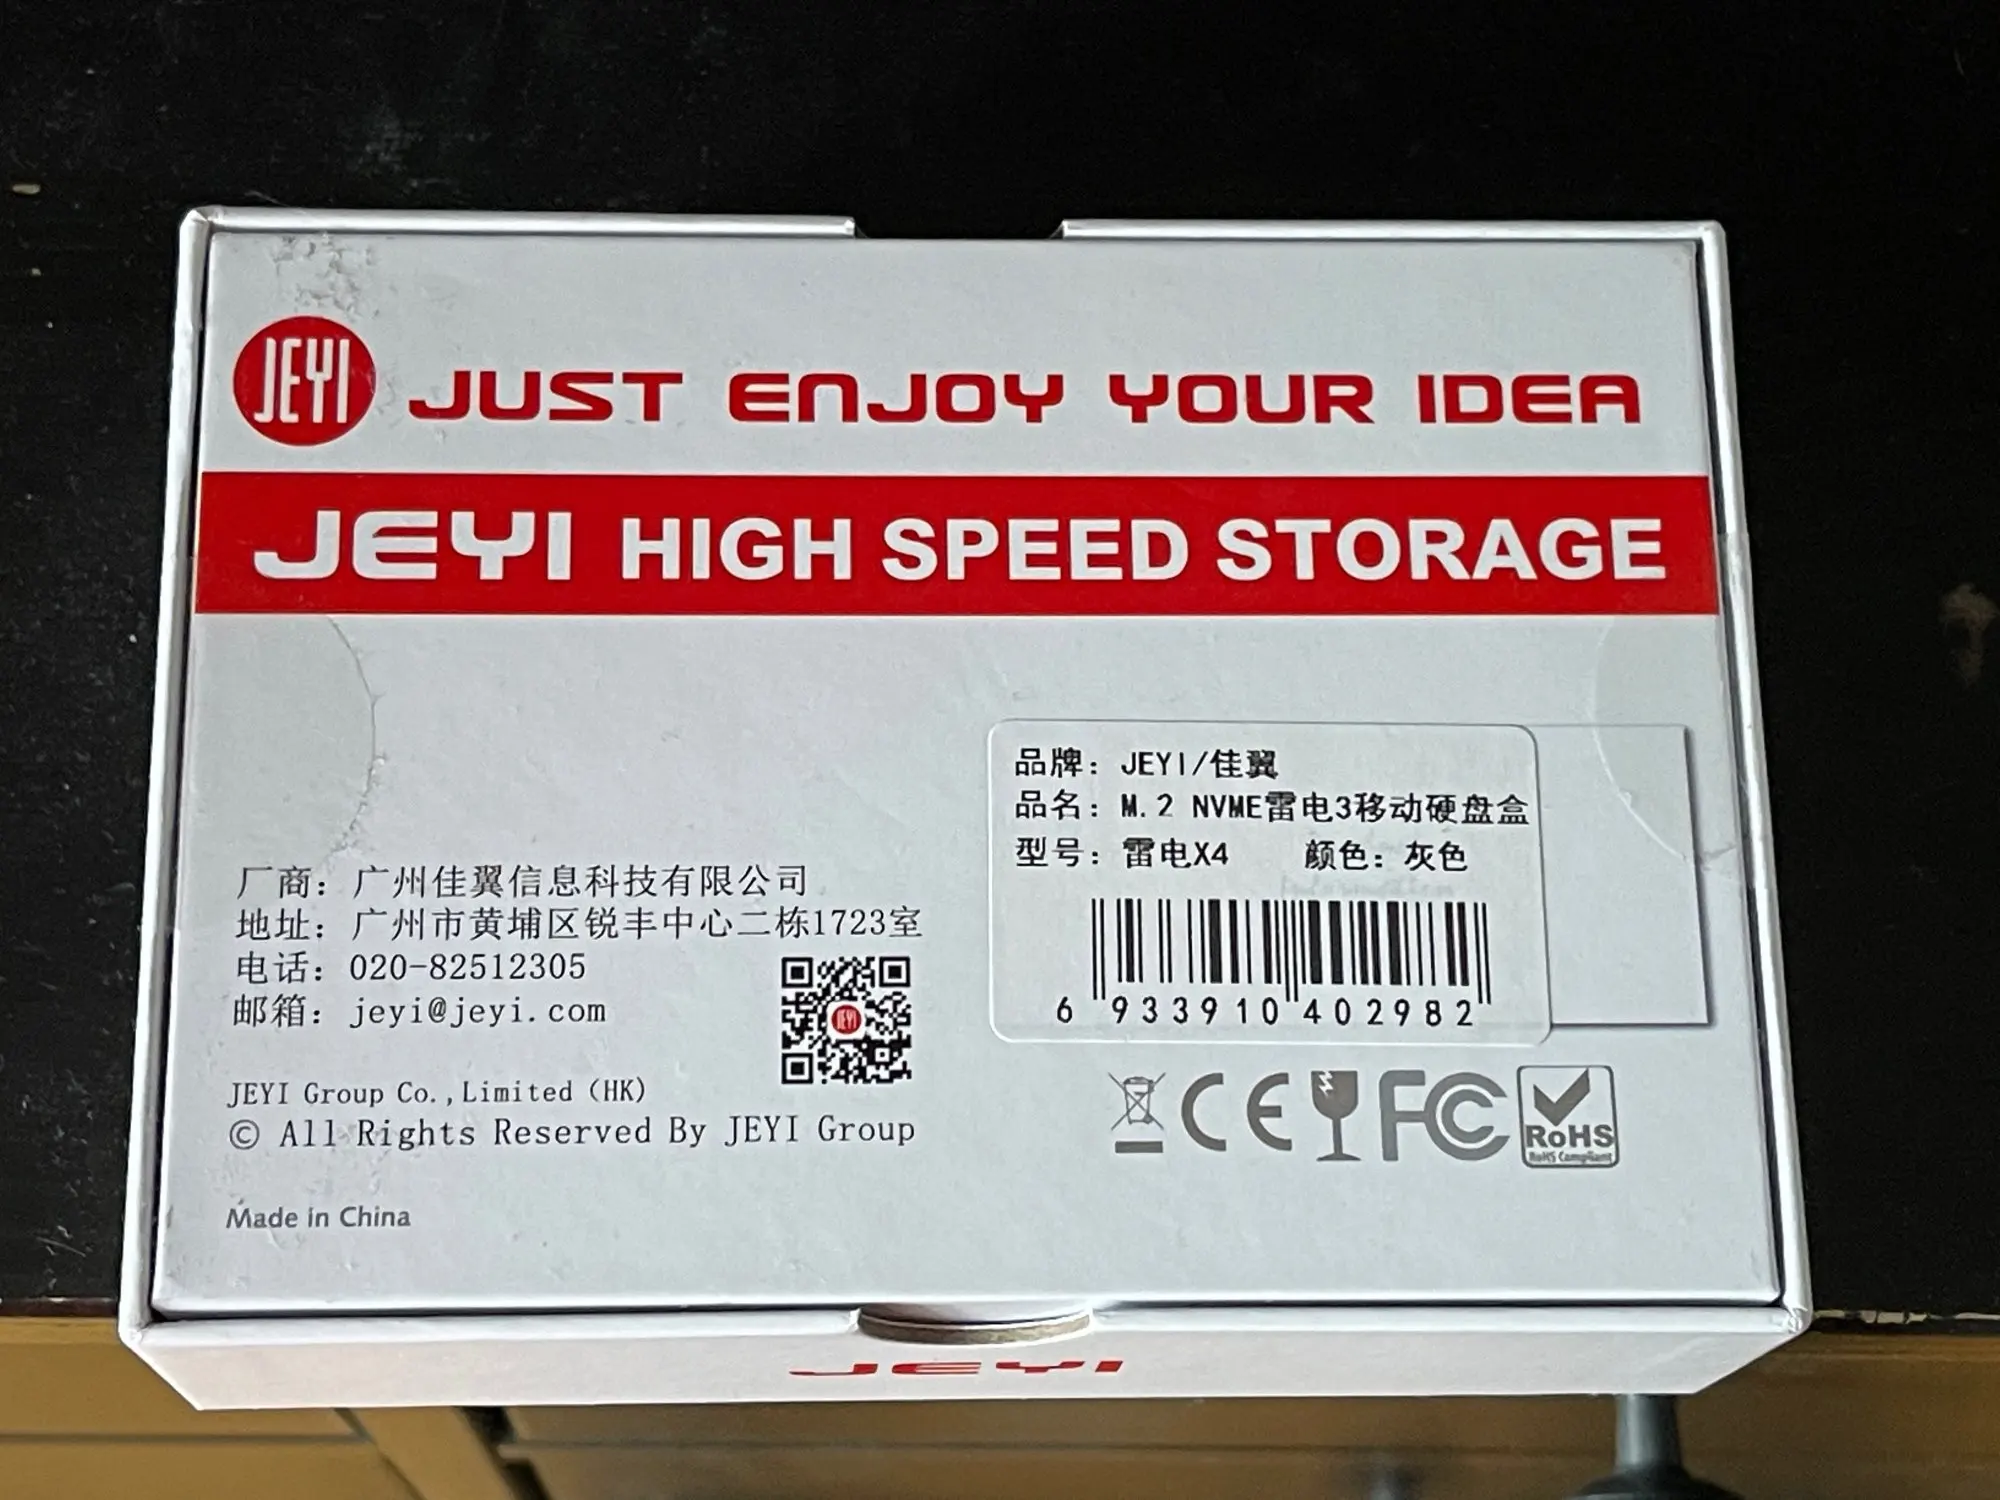 JEYI JUST ENJOY YOUR IDEA
JEYI HIGH SPEED STORAGE
品牌：JEYI/佳翼
品名：M.2 NVME雷电3移动硬盘盒
型号：雷电X4 颜色：灰色
6 933910 402982
厂商：广州佳翼信息科技有限公司
地址：广州市黄埔区锐丰中心二栋1723室
电话：020-82512305
邮箱：jeyi@jeyi.com
JEYI
JEYI Group Co.,Limited（HK）
© All Rights Reserved By JEYI Group
CE FC RoHS
RoHS Compliant
Made in China
JEYI